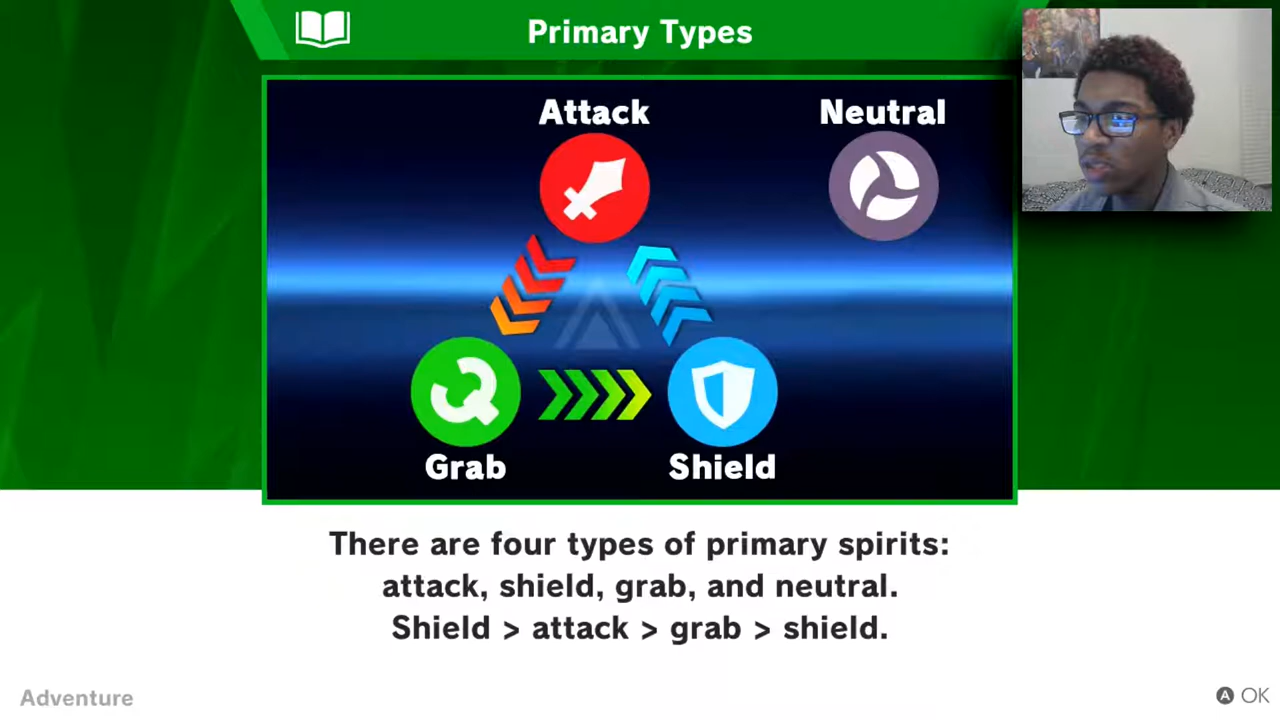 Primary Types
Attack
Neutral
Grab
Shield
There are four types of primary spirits:
attack, shield, grab, and neutral.
Shield > attack > grab > shield.
Adventure
A OK